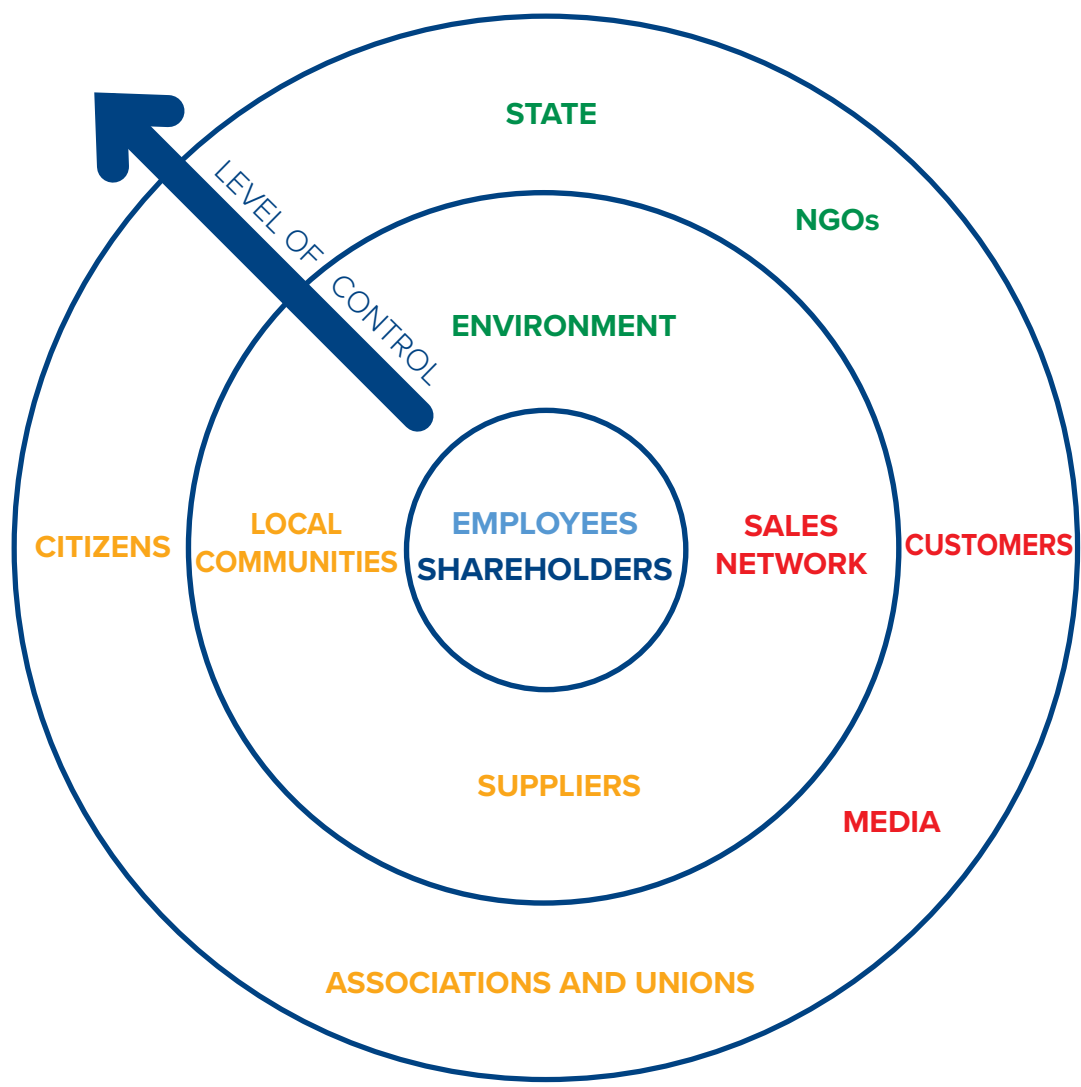 STATE
NGOs
LEVEL OF CONTROL
ENVIRONMENT
CITIZENS
LOCAL
COMMUNITIES
EMPLOYEES
SHAREHOLDERS
SALES
NETWORK
CUSTOMERS
SUPPLIERS
MEDIA
ASSOCIATIONS AND UNIONS